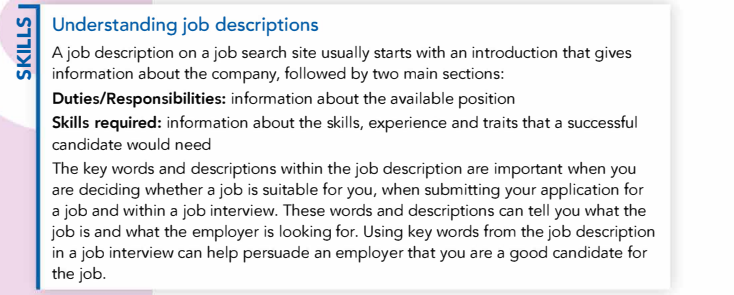 SKILLS
Understanding job descriptions
A job description on a job search site usually starts with an introduction that gives
information about the company, followed by two main sections:
Duties/Responsibilities: information about the available position
Skills required: information about the skills, experience and traits that a successful
candidate would need
The key words and descriptions within the job description are important when you
are deciding whether a job is suitable for you, when submitting your application for
a job and within a job interview. These words and descriptions can tell you what the
job is and what the employer is looking for. Using key words from the job description
in a job interview can help persuade an employer that you are a good candidate for
the job.